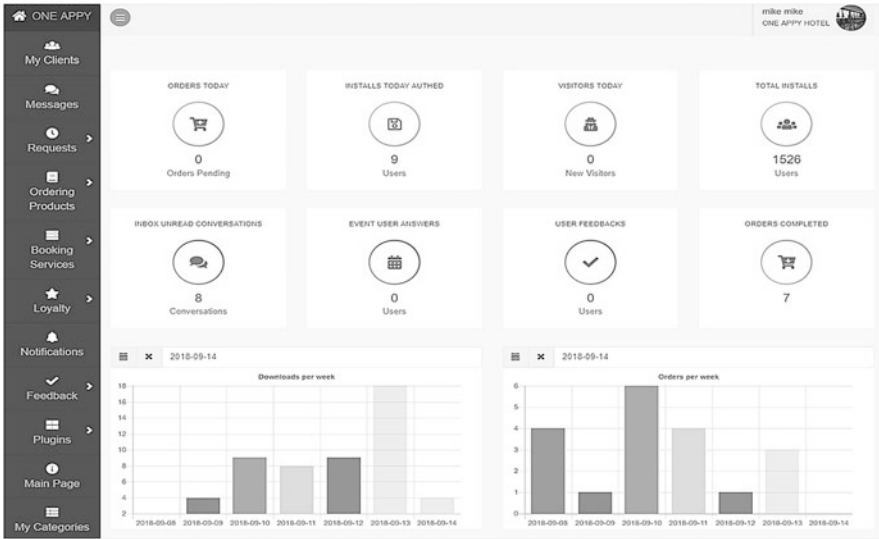 ONE APPY
mike mike
ONE APPY HOTEL
My Clients
Messages
Requests
Ordering
Products
Booking
Services
Loyalty
Notifications
Feedback
Plugins
Main Page
My Categories
ORDERS TODAY
0
Orders Pending
INSTALLS TODAY AUTHED
9
Users
VISITORS TODAY
0
New Visitors
TOTAL INSTALLS
1526
Users
INBOX UNREAD CONVERSATIONS
8
Conversations
EVENT USER ANSWERS
0
Users
USER FEEDBACKS
0
Users
ORDERS COMPLETED
7
2018-09-14
Downloads per week
18
16
14
12
10
8
6
4
2
2018-09-08 2018-09-09 2018-09-10 2018-09-11 2018-09-12 2018-09-13 2018-09-14
2018-09-14
Orders per week
6
5
4
3
2
1
0
2018-09-08 2018-09-09 2018-09-10 2018-09-11 2018-09-12 2018-09-13 2018-09-14